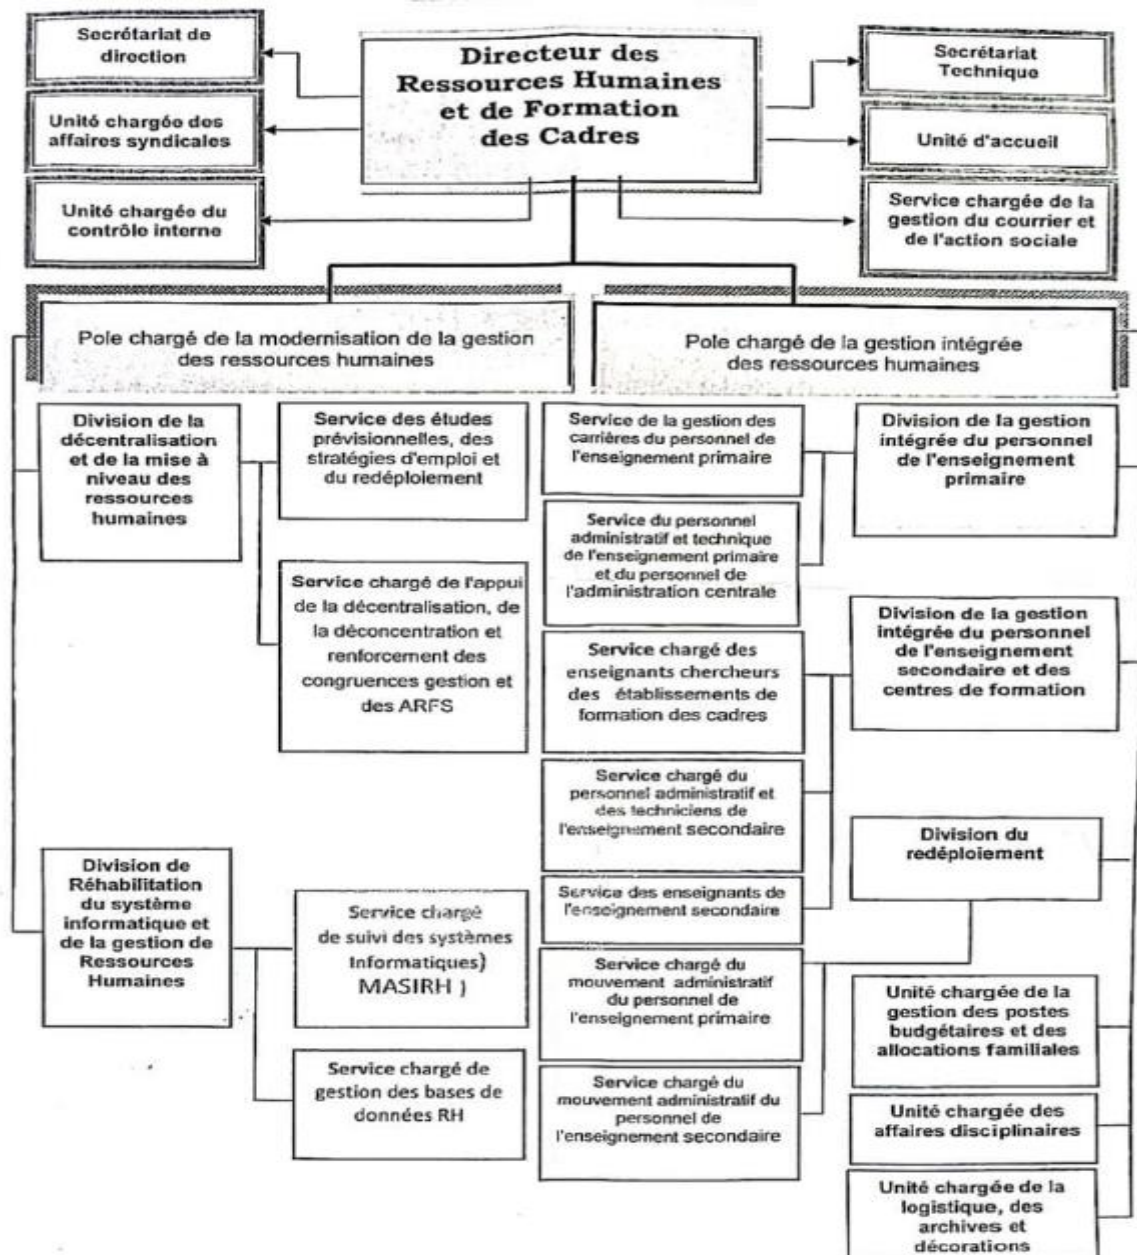 Secrétariat de
direction
Unité chargée des
affaires syndicales
Unité chargée du
contrôle interne
Directeur des
Ressources Humaines
et de Formation
des Cadres
Secrétariat
Technique
Unité d'accueil
Service chargée de la
gestion du courrier et
de l'action sociale
Pole chargé de la modernisation de la gestion
des ressources humaines
Pole chargé de la gestion intégrée
des ressources humaines
Division de la
décentralisation
et de la mise à
niveau des
ressources
humaines
Service des études
prévisionnelles, des
stratégies d'emploi et
du redéploiement
Service chargé de l'appui
de la décentralisation, de
la déconcentration et
renforcement des
congruences gestion et
des ARFS
Division de
Réhabilitation
du système
informatique et
de la gestion de
Ressources
Humaines
Service chargé
de suivi des systèmes
Informatiques)
MASIRH )
Service chargé de
gestion des bases de
données RH
Service de la gestion des
carrières du personnel de
l'enseignement primaire
Service du personnel
administratif et technique
de l'enseignement primaire
et du personnel de
l'administration centrale
Service chargé des
enseignants chercheurs
des établissements de
formation des cadres
Service chargé du
personnel administratif et
des techniciens de
l'enseignement secondaire
Service des enseignants de
l'enseignement secondaire
Service chargé du
mouvement administratif
du personnel de
l'enseignement primaire
Service chargé du
mouvement administratif du
personnel de
l'enseignement secondaire
Division de la gestion
intégrée du personnel
de l'enseignement
primaire
Division de la gestion
intégrée du personnel
de l'enseignement
secondaire et des
centres de formation
Division du
redéploiement
Unité chargée de la
gestion des postes
budgétaires et des
allocations familiales
Unité chargée des
affaires disciplinaires
Unité chargée de la
logistique, des
archives et
décorations